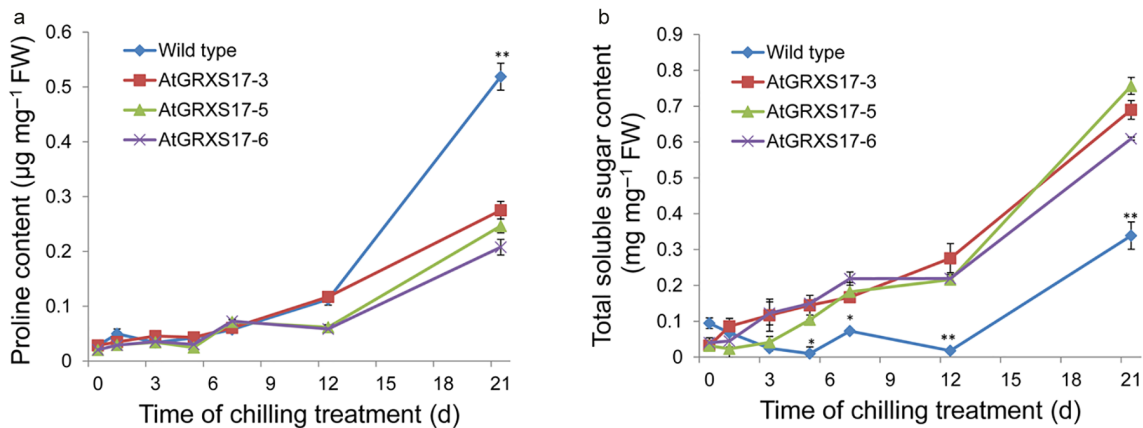 a
0.6
0.5
0.4
0.3
0.2
0.1
0
Proline content (µg mg⁻¹ FW)
Wild type
AtGRXS17-3
AtGRXS17-5
AtGRXS17-6
**
0 3 6 9 12 15 18 21
Time of chilling treatment (d)
b
0.9
0.8
0.7
0.6
0.5
0.4
0.3
0.2
0.1
0
Total soluble sugar content
(mg mg⁻¹ FW)
Wild type
AtGRXS17-3
AtGRXS17-5
AtGRXS17-6
*
*
**
**
0 3 6 9 12 15 18 21
Time of chilling treatment (d)